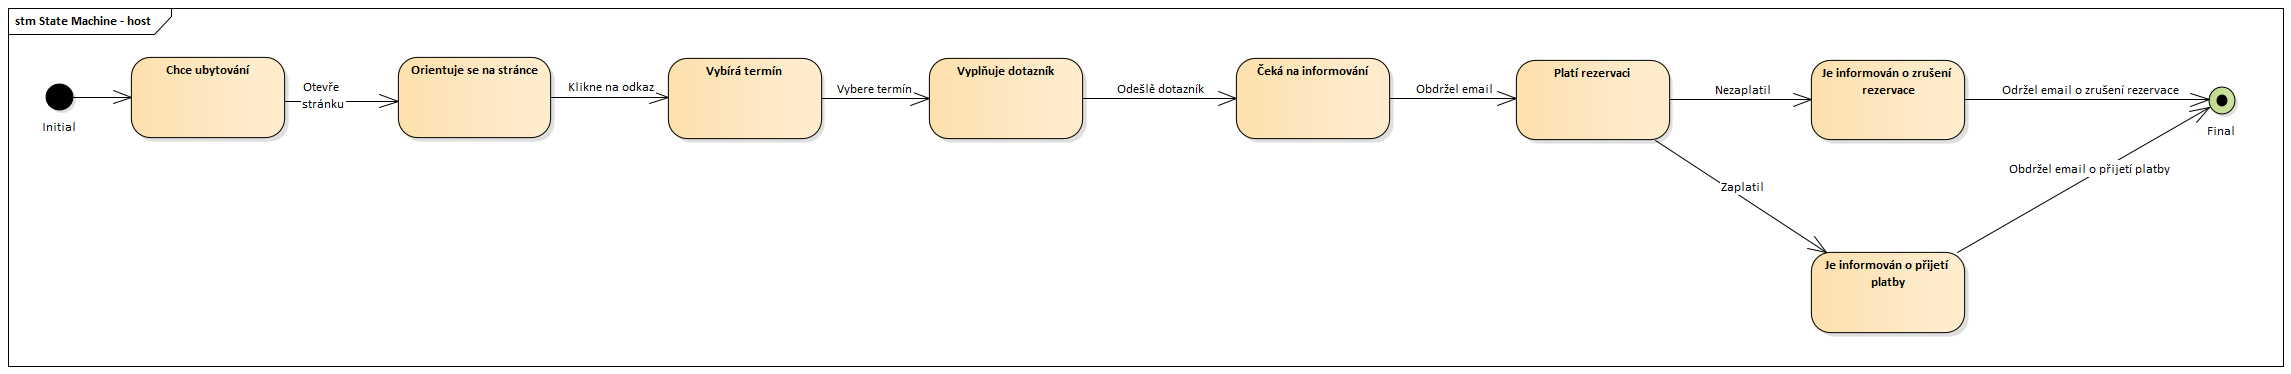 stm State Machine - host
Initial
Chce ubytování
Otevře
stránku
Orientuje se na stránce
Klikne na odkaz
Vybírá termín
Vybere termín
Vyplňuje dotazník
Odešlě dotazník
Čeká na informování
Obdržel email
Platí rezervaci
Nezaplatil
Je informován o zrušení
rezervace
Održel email o zrušení rezervace
Final
Zaplatil
Je informován o přijetí
platby
Obdržel email o přijetí platby